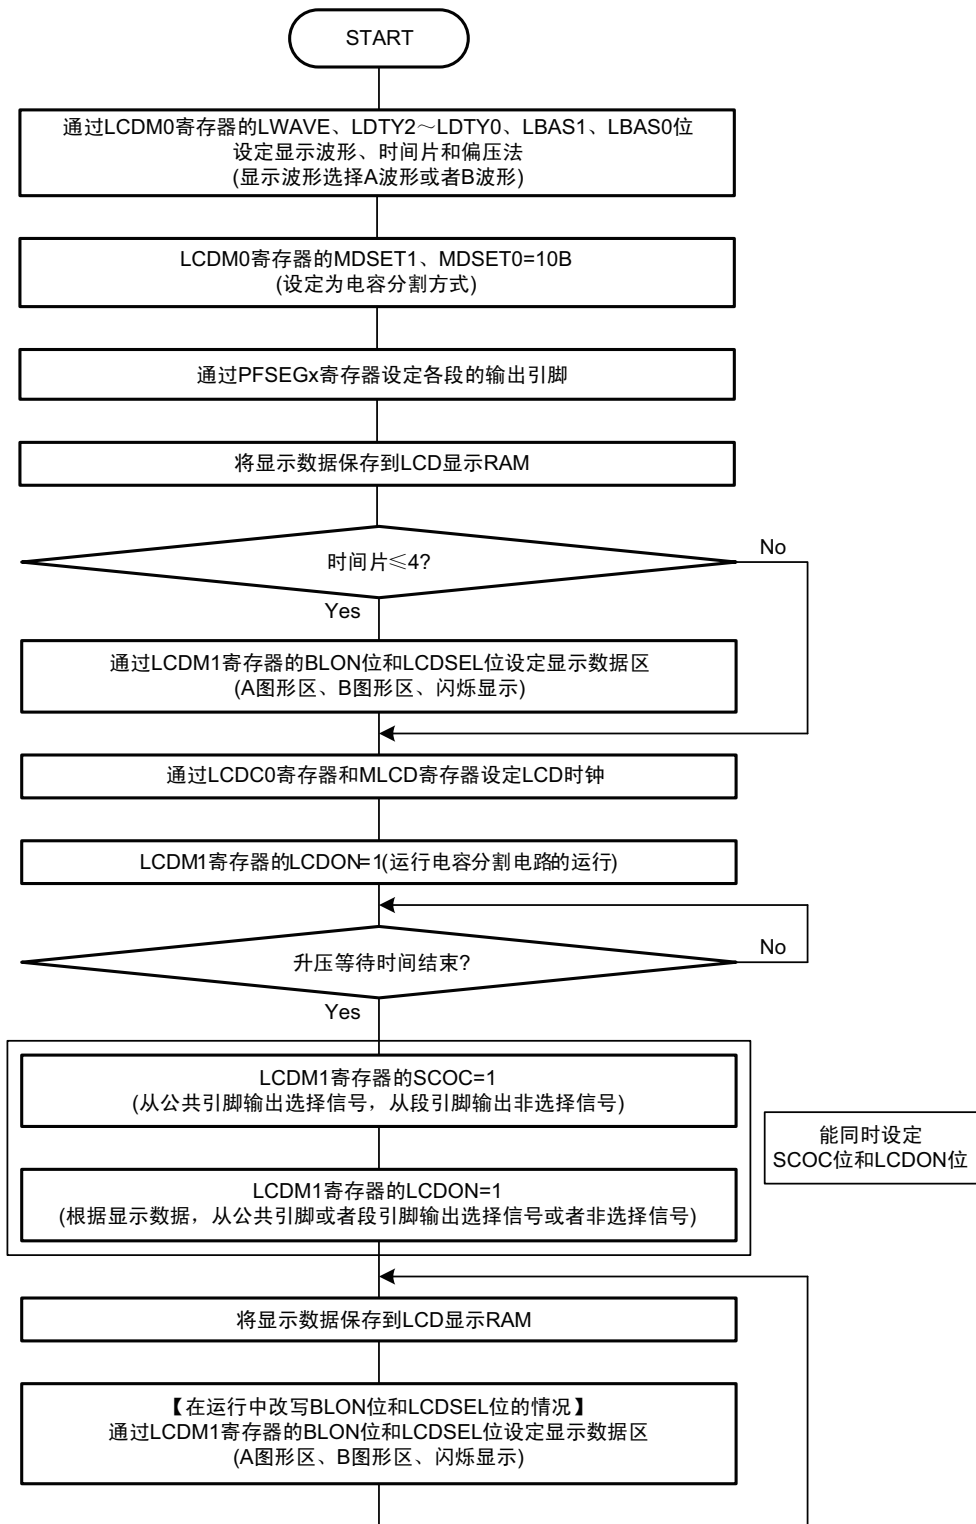 START
通过LCDM0寄存器的LWAVE、LDTY2～LDTY0、LBAS1、LBAS0位
设定显示波形、时间片和偏压法
(显示波形选择A波形或者B波形)
LCDM0寄存器的MDSET1、MDSET0=10B
(设定为电容分割方式)
通过PFSEGx寄存器设定各段的输出引脚
将显示数据保存到LCD显示RAM
时间片≤4?
No
Yes
通过LCDM1寄存器的BLON位和LCDSEL位设定显示数据区
(A图形区、B图形区、闪烁显示)
通过LCDC0寄存器和MLCD寄存器设定LCD时钟
LCDM1寄存器的LCDON=1(运行电容分割电路的运行)
升压等待时间结束?
No
Yes
LCDM1寄存器的SCOC=1
(从公共引脚输出选择信号，从段引脚输出非选择信号)
能同时设定
SCOC位和LCDON位
LCDM1寄存器的LCDON=1
(根据显示数据，从公共引脚或者段引脚输出选择信号或者非选择信号)
将显示数据保存到LCD显示RAM
【在运行中改写BLON位和LCDSEL位的情况】
通过LCDM1寄存器的BLON位和LCDSEL位设定显示数据区
(A图形区、B图形区、闪烁显示)